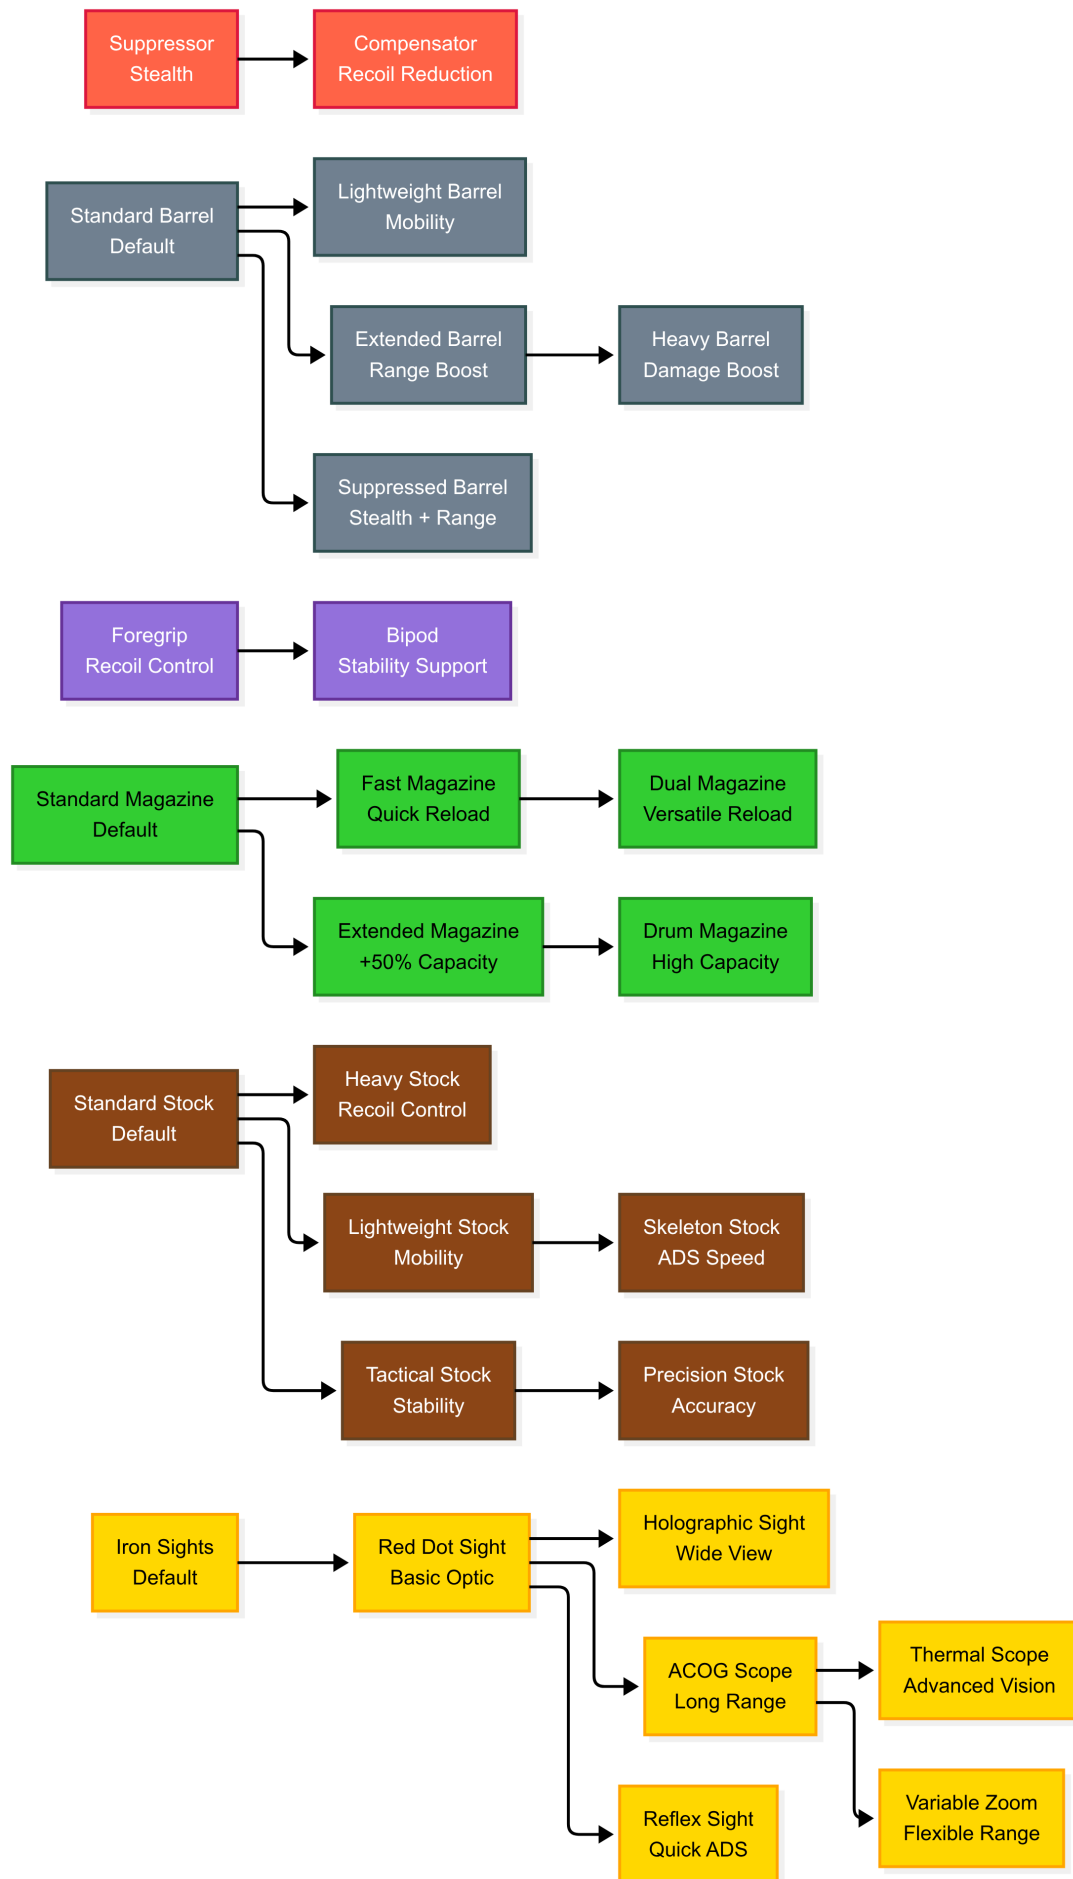 Suppressor
Stealth
Compensator
Recoil Reduction
Standard Barrel
Default
Lightweight Barrel
Mobility
Extended Barrel
Range Boost
Heavy Barrel
Damage Boost
Suppressed Barrel
Stealth + Range
Foregrip
Recoil Control
Bipod
Stability Support
Standard Magazine
Default
Fast Magazine
Quick Reload
Dual Magazine
Versatile Reload
Extended Magazine
+50% Capacity
Drum Magazine
High Capacity
Standard Stock
Default
Heavy Stock
Recoil Control
Lightweight Stock
Mobility
Skeleton Stock
ADS Speed
Tactical Stock
Stability
Precision Stock
Accuracy
Iron Sights
Default
Red Dot Sight
Basic Optic
Holographic Sight
Wide View
ACOG Scope
Long Range
Thermal Scope
Advanced Vision
Variable Zoom
Flexible Range
Reflex Sight
Quick ADS